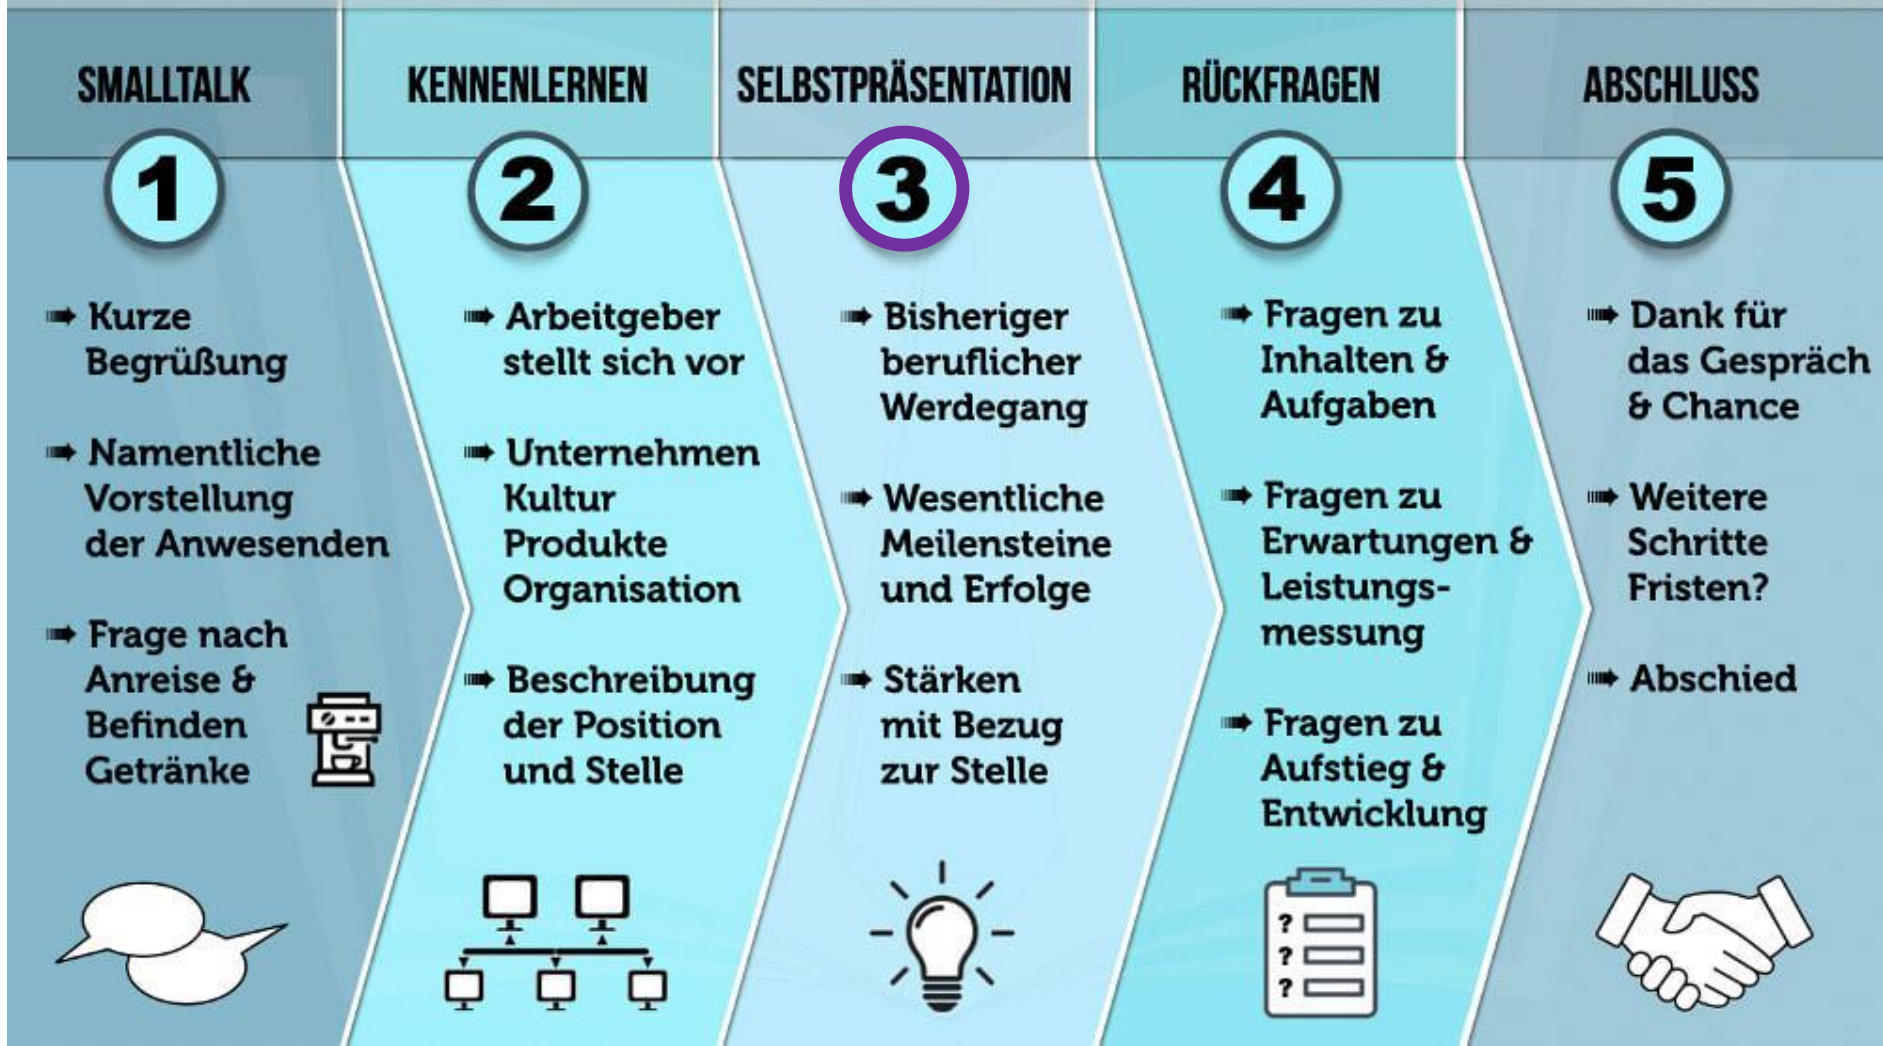 SMALLTALK
1
Kurze
Begrüßung
Namentliche
Vorstellung
der Anwesenden
Frage nach
Anreise &
Befinden
Getränke
KENNENLERNEN
2
Arbeitgeber
stellt sich vor
Unternehmen
Kultur
Produkte
Organisation
Beschreibung
der Position
und Stelle
SELBSTPRÄSENTATION
3
Bisheriger
beruflicher
Werdegang
Wesentliche
Meilensteine
und Erfolge
Stärken
mit Bezug
zur Stelle
RÜCKFRAGEN
4
Fragen zu
Inhalten &
Aufgaben
Fragen zu
Erwartungen &
Leistungs-
messung
Fragen zu
Aufstieg &
Entwicklung
?
?
?
ABSCHLUSS
5
Dank für
das Gespräch
& Chance
Weitere
Schritte
Fristen?
Abschied